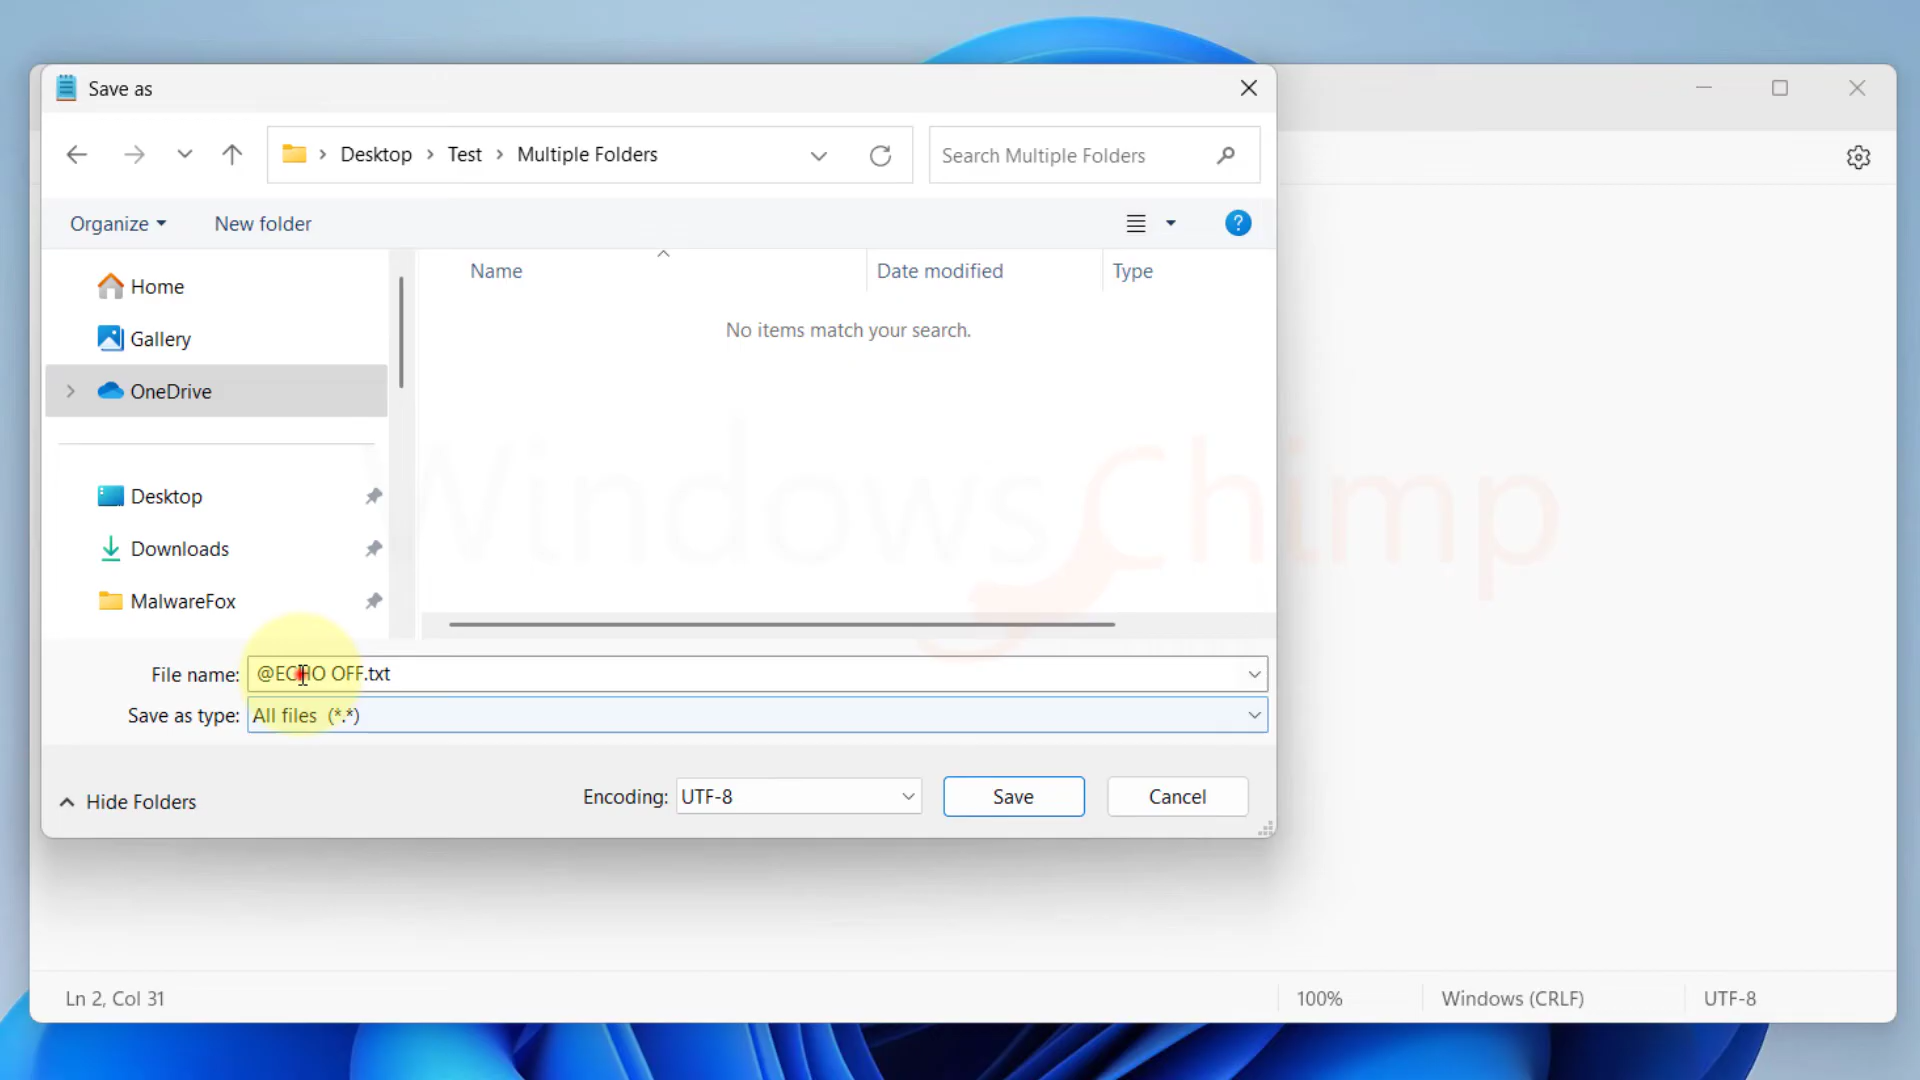 Save as
Desktop > Test > Multiple Folders
Search Multiple Folders
Organize
New folder
?
Name
Date modified
Type
Home
No items match your search.
Gallery
OneDrive
Windows Chimp
Desktop
Downloads
MalwareFox
File name: @ECHO OFF.txt
Save as type: All files (*.*)
Hide Folders
Encoding: UTF-8
Save
Cancel
Ln 2, Col 31
100%
Windows (CRLF)
UTF-8